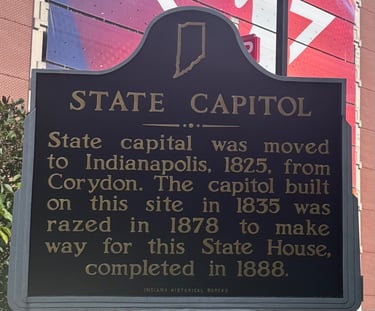 STATE CAPITOL
State capital was moved
to Indianapolis, 1825, from
Corydon. The capitol built
on this site in 1835 was
razed in 1878 to make
way for this State House,
completed in 1888.
INDIANA HISTORICAL BUREAU